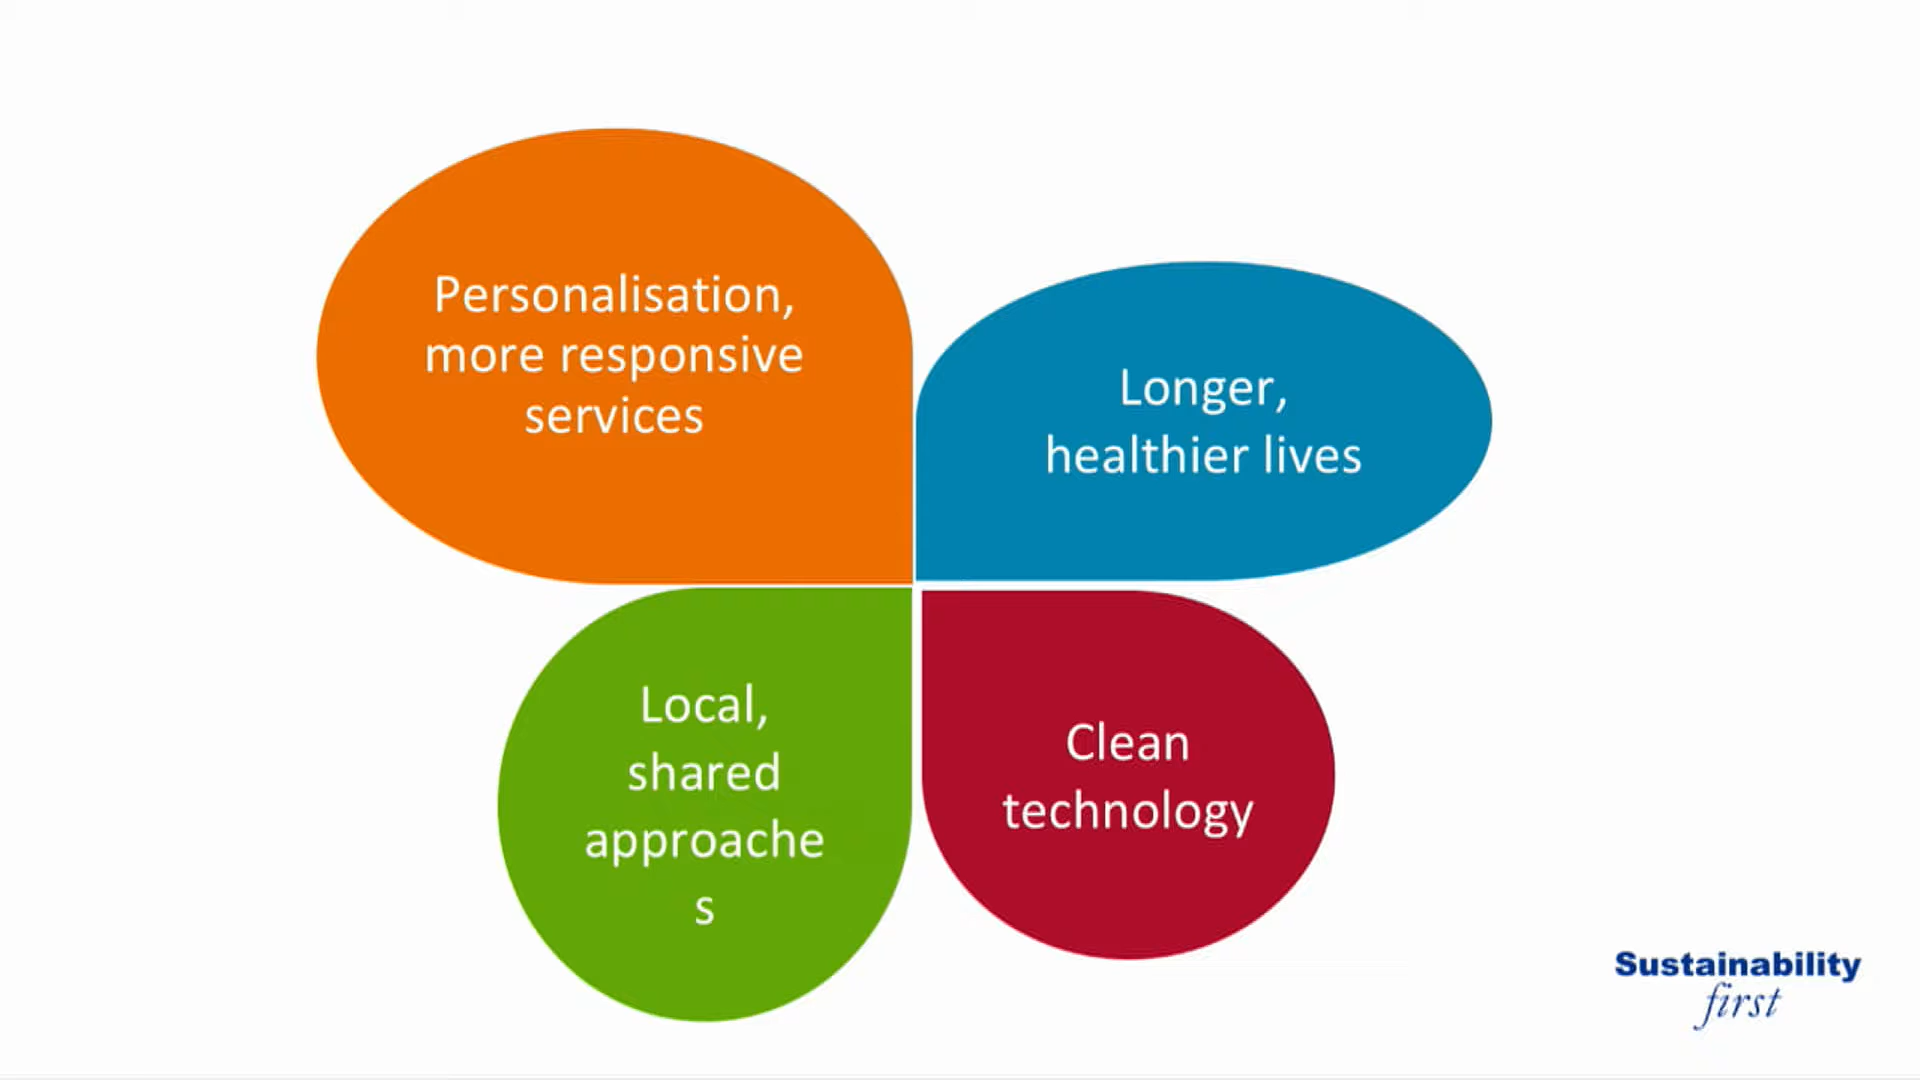 Personalisation,
more responsive
services
Longer,
healthier lives
Local,
shared
approache
s
Clean
technology
Sustainability
first